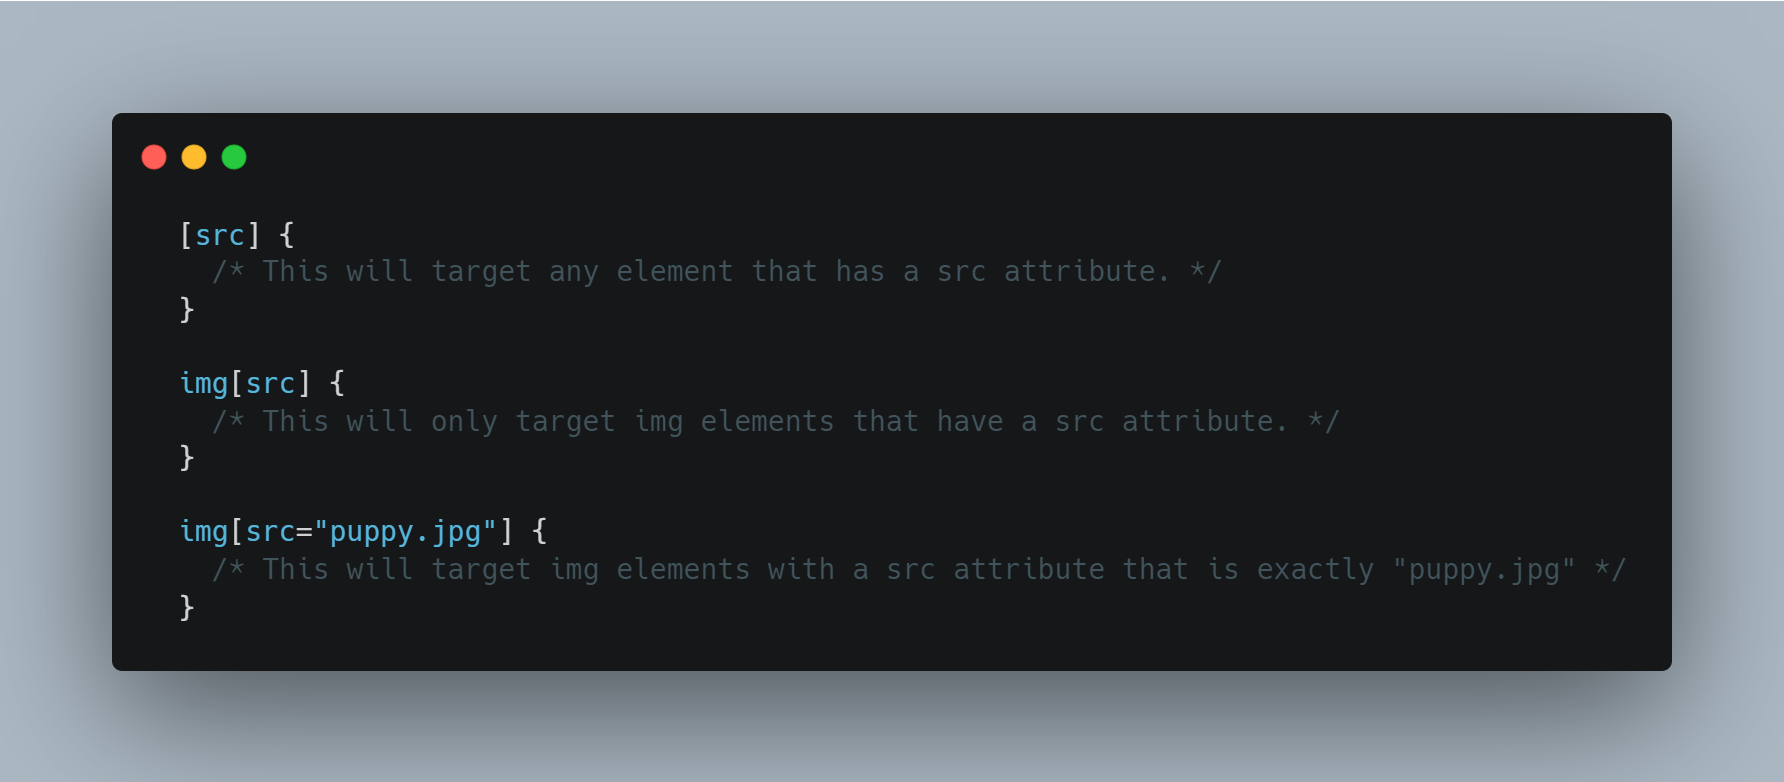 [src] {
  /* This will target any element that has a src attribute. */
}

img[src] {
  /* This will only target img elements that have a src attribute. */
}

img[src="puppy.jpg"] {
  /* This will target img elements with a src attribute that is exactly "puppy.jpg" */
}